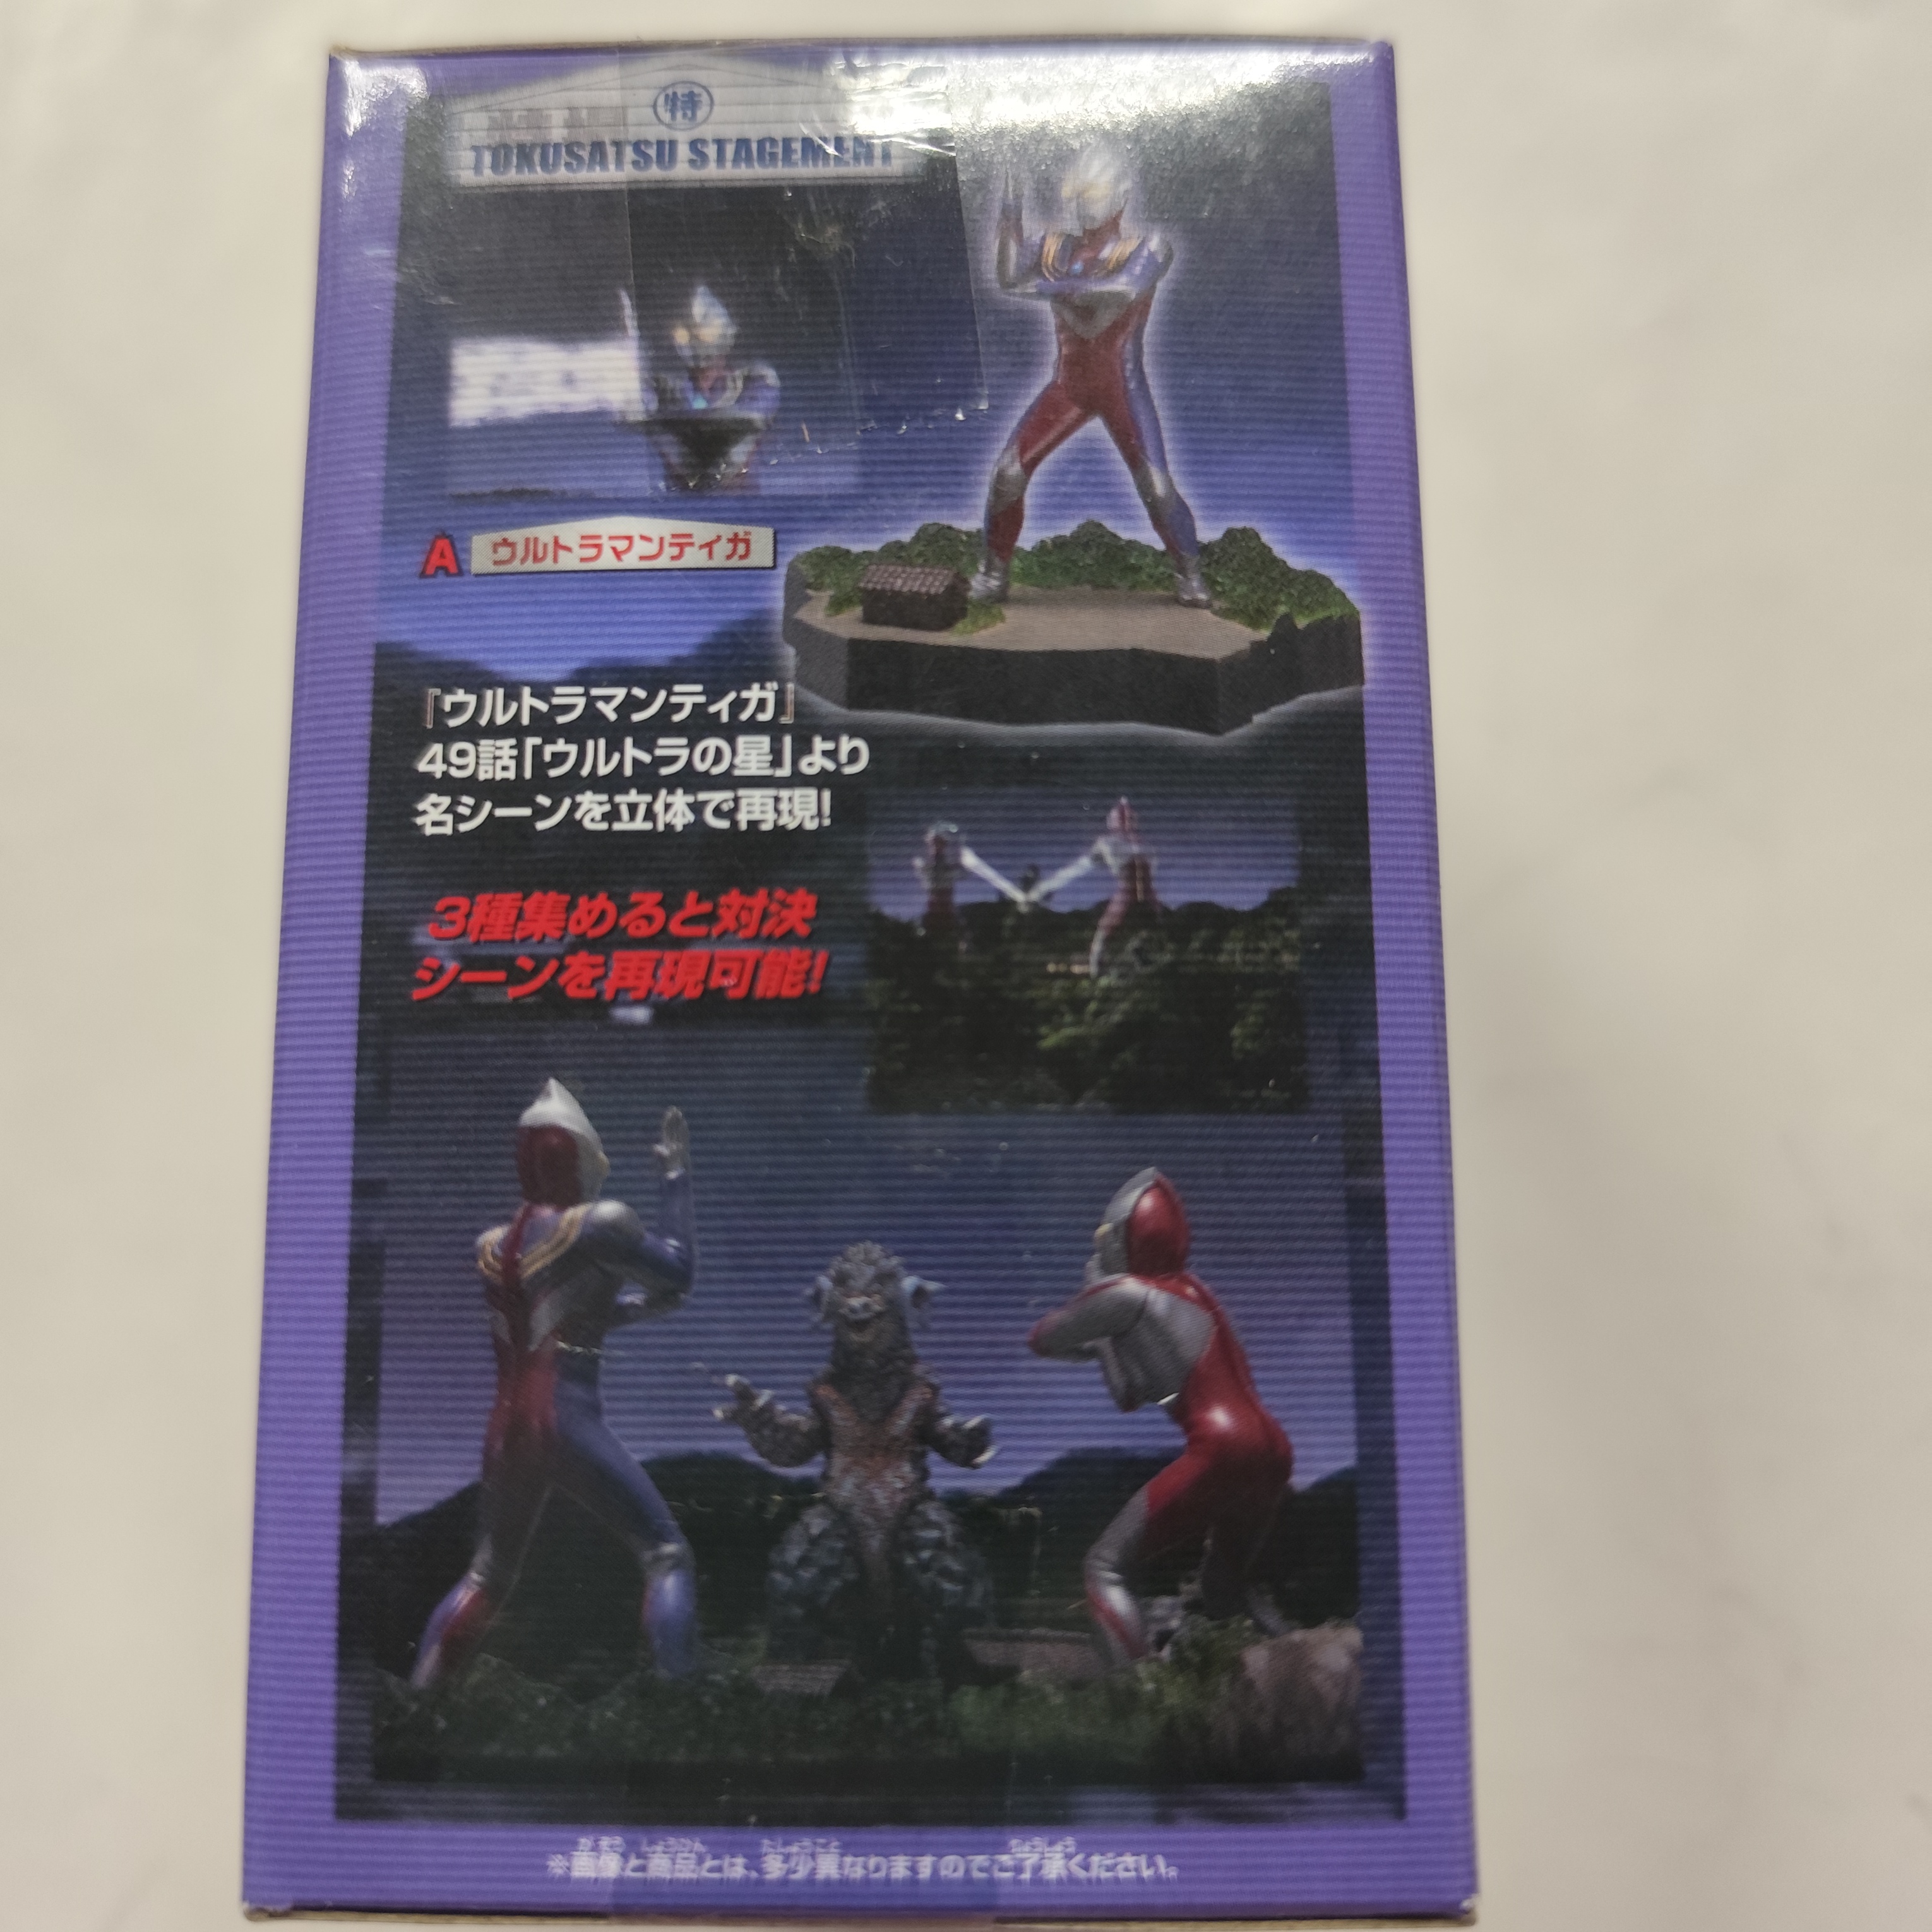 特
TOKUSATSU STAGEMENT
A ウルトラマンティガ
『ウルトラマンティガ』
49話「ウルトラの星」より
名シーンを立体で再現!
3種集めると対決
シーンを再現可能!
※画像と商品とは、多少異なりますのでご了承ください。